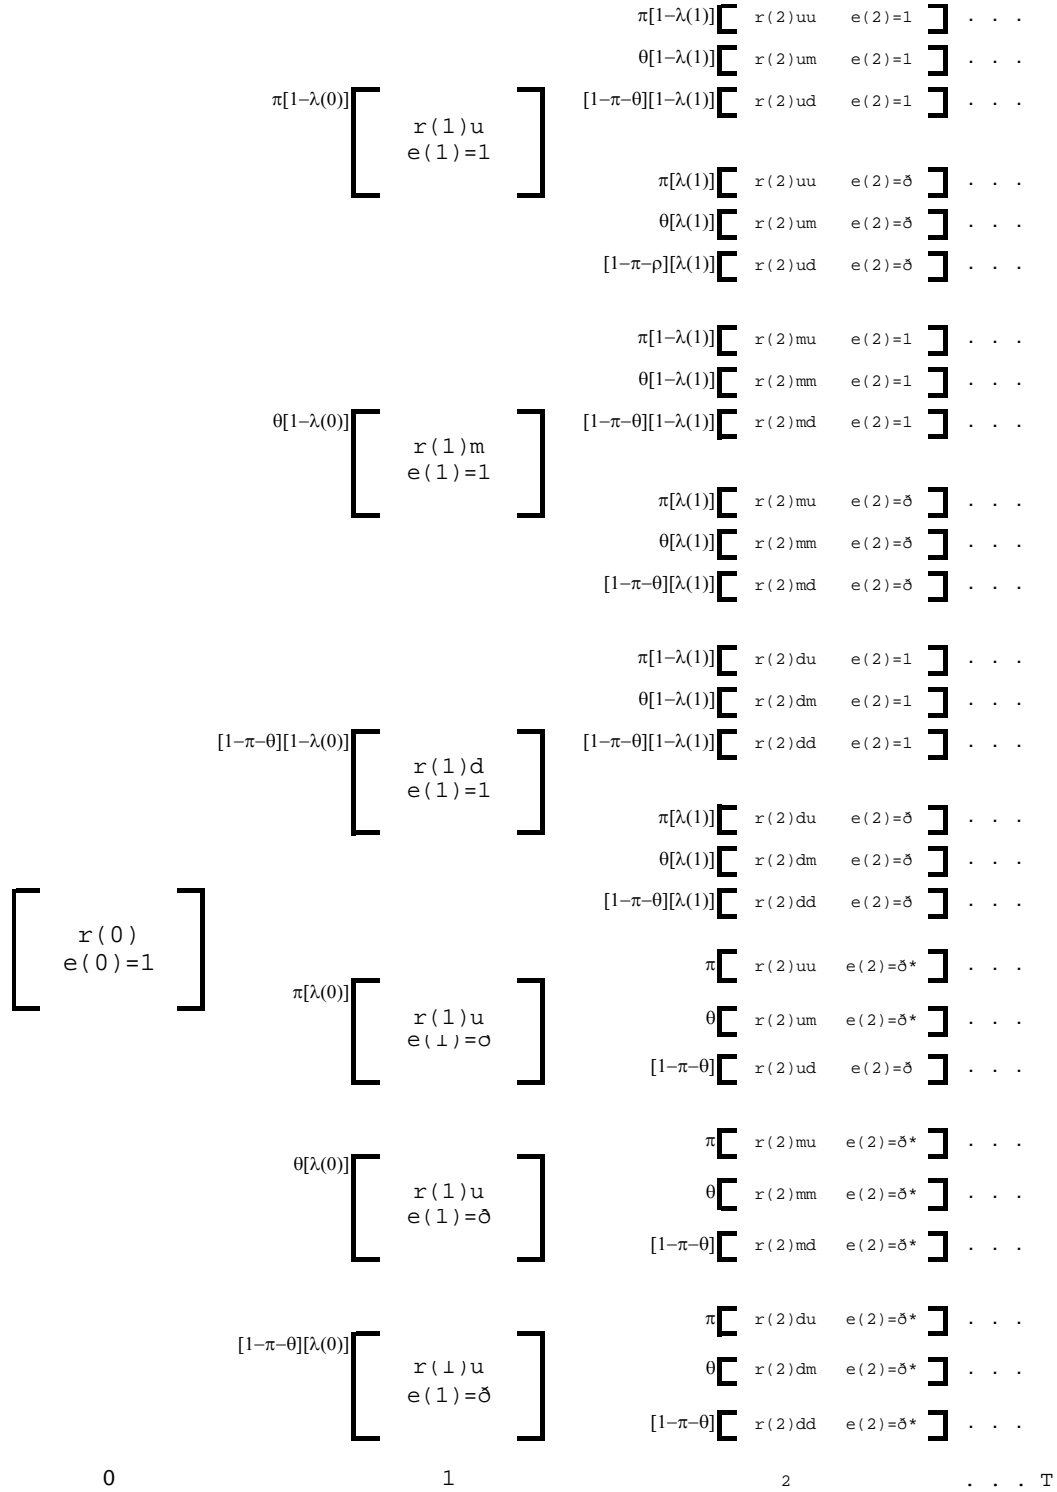 π[1−λ(1)] r(2)uu e(2)=1 . . .
θ[1−λ(1)] r(2)um e(2)=1 . . .
π[1−λ(0)] [1−π−θ][1−λ(1)] r(2)ud e(2)=1 . . .
r(1)u
e(1)=1
π[λ(1)] r(2)uu e(2)=ð . . .
θ[λ(1)] r(2)um e(2)=ð . . .
[1−π−ρ][λ(1)] r(2)ud e(2)=ð . . .
π[1−λ(1)] r(2)mu e(2)=1 . . .
θ[1−λ(1)] r(2)mm e(2)=1 . . .
θ[1−λ(0)] [1−π−θ][1−λ(1)] r(2)md e(2)=1 . . .
r(1)m
e(1)=1
π[λ(1)] r(2)mu e(2)=ð . . .
θ[λ(1)] r(2)mm e(2)=ð . . .
[1−π−θ][λ(1)] r(2)md e(2)=ð . . .
π[1−λ(1)] r(2)du e(2)=1 . . .
θ[1−λ(1)] r(2)dm e(2)=1 . . .
[1−π−θ][1−λ(0)] [1−π−θ][1−λ(1)] r(2)dd e(2)=1 . . .
r(1)d
e(1)=1
π[λ(1)] r(2)du e(2)=ð . . .
θ[λ(1)] r(2)dm e(2)=ð . . .
[1−π−θ][λ(1)] r(2)dd e(2)=ð . . .
r(0)
e(0)=1
π r(2)uu e(2)=ð* . . .
π[λ(0)]
r(1)u θ r(2)um e(2)=ð* . . .
e(1)=ð
[1−π−θ] r(2)ud e(2)=ð . . .
π r(2)mu e(2)=ð* . . .
θ[λ(0)]
r(1)u θ r(2)mm e(2)=ð* . . .
e(1)=ð
[1−π−θ] r(2)md e(2)=ð* . . .
π r(2)du e(2)=ð* . . .
[1−π−θ][λ(0)]
r(1)u θ r(2)dm e(2)=ð* . . .
e(1)=ð
[1−π−θ] r(2)dd e(2)=ð* . . .
0 1 2 . . . T